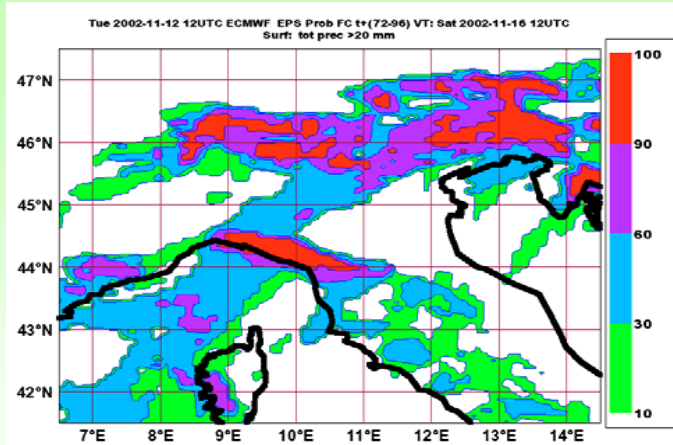 Tue 2002-11-12 12UTC ECMWF EPS Prob FC t+(72-96) VT: Sat 2002-11-16 12UTC
Surf: tot prec >20 mm
100
47°N
46°N
90
45°N
60
44°N
43°N
30
42°N
10
7°E 8°E 9°E 10°E 11°E 12°E 13°E 14°E